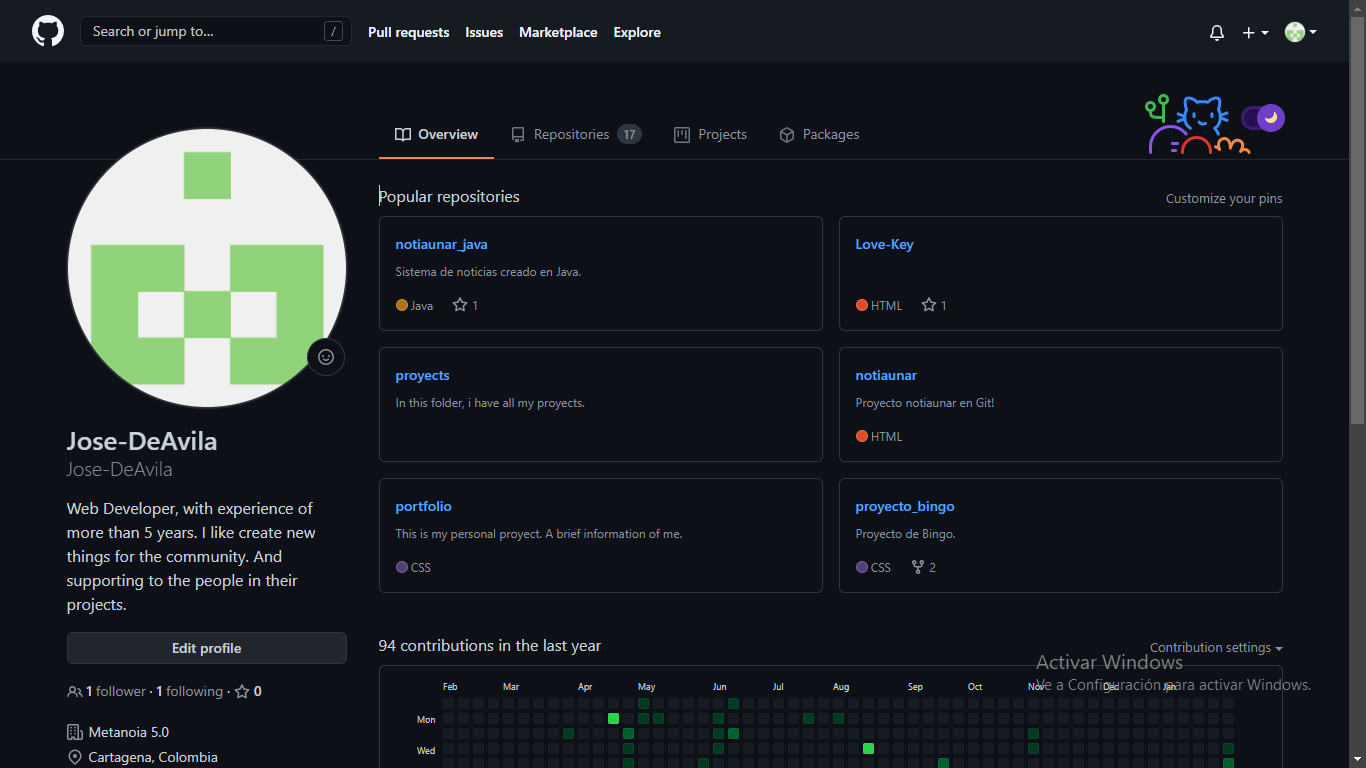 Search or jump to... /
Pull requests Issues Marketplace Explore
Overview Repositories 17 Projects Packages
Popular repositories
Customize your pins
notiaunar_java
Sistema de noticias creado en Java.
Java 1
Love-Key
HTML 1
proyects
In this folder, i have all my proyects.
notiaunar
Proyecto notiaunar en Git!
HTML
portfolio
This is my personal proyect. A brief information of me.
CSS
proyecto_bingo
Proyecto de Bingo.
CSS 2
Jose-DeAvila
Jose-DeAvila
Web Developer, with experience of
more than 5 years. I like create new
things for the community. And
supporting to the people in their
projects.
Edit profile
1 follower · 1 following · 0
Metanoia 5.0
Cartagena, Colombia
94 contributions in the last year
Contribution settings
Feb Mar Apr May Jun Jul Aug Sep Oct Nov Dec Jan
Mon
Wed
Activar Windows
Ve a Configuración para activar Windows.